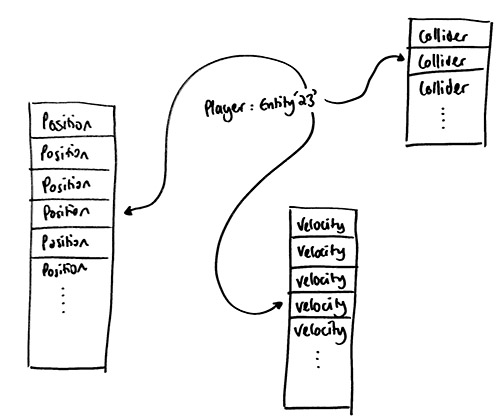 Collider
Collider
Collider
Player : Entity '23'
Position
Position
Position
Position
Position
Position
Velocity
Velocity
Velocity
Velocity
Velocity